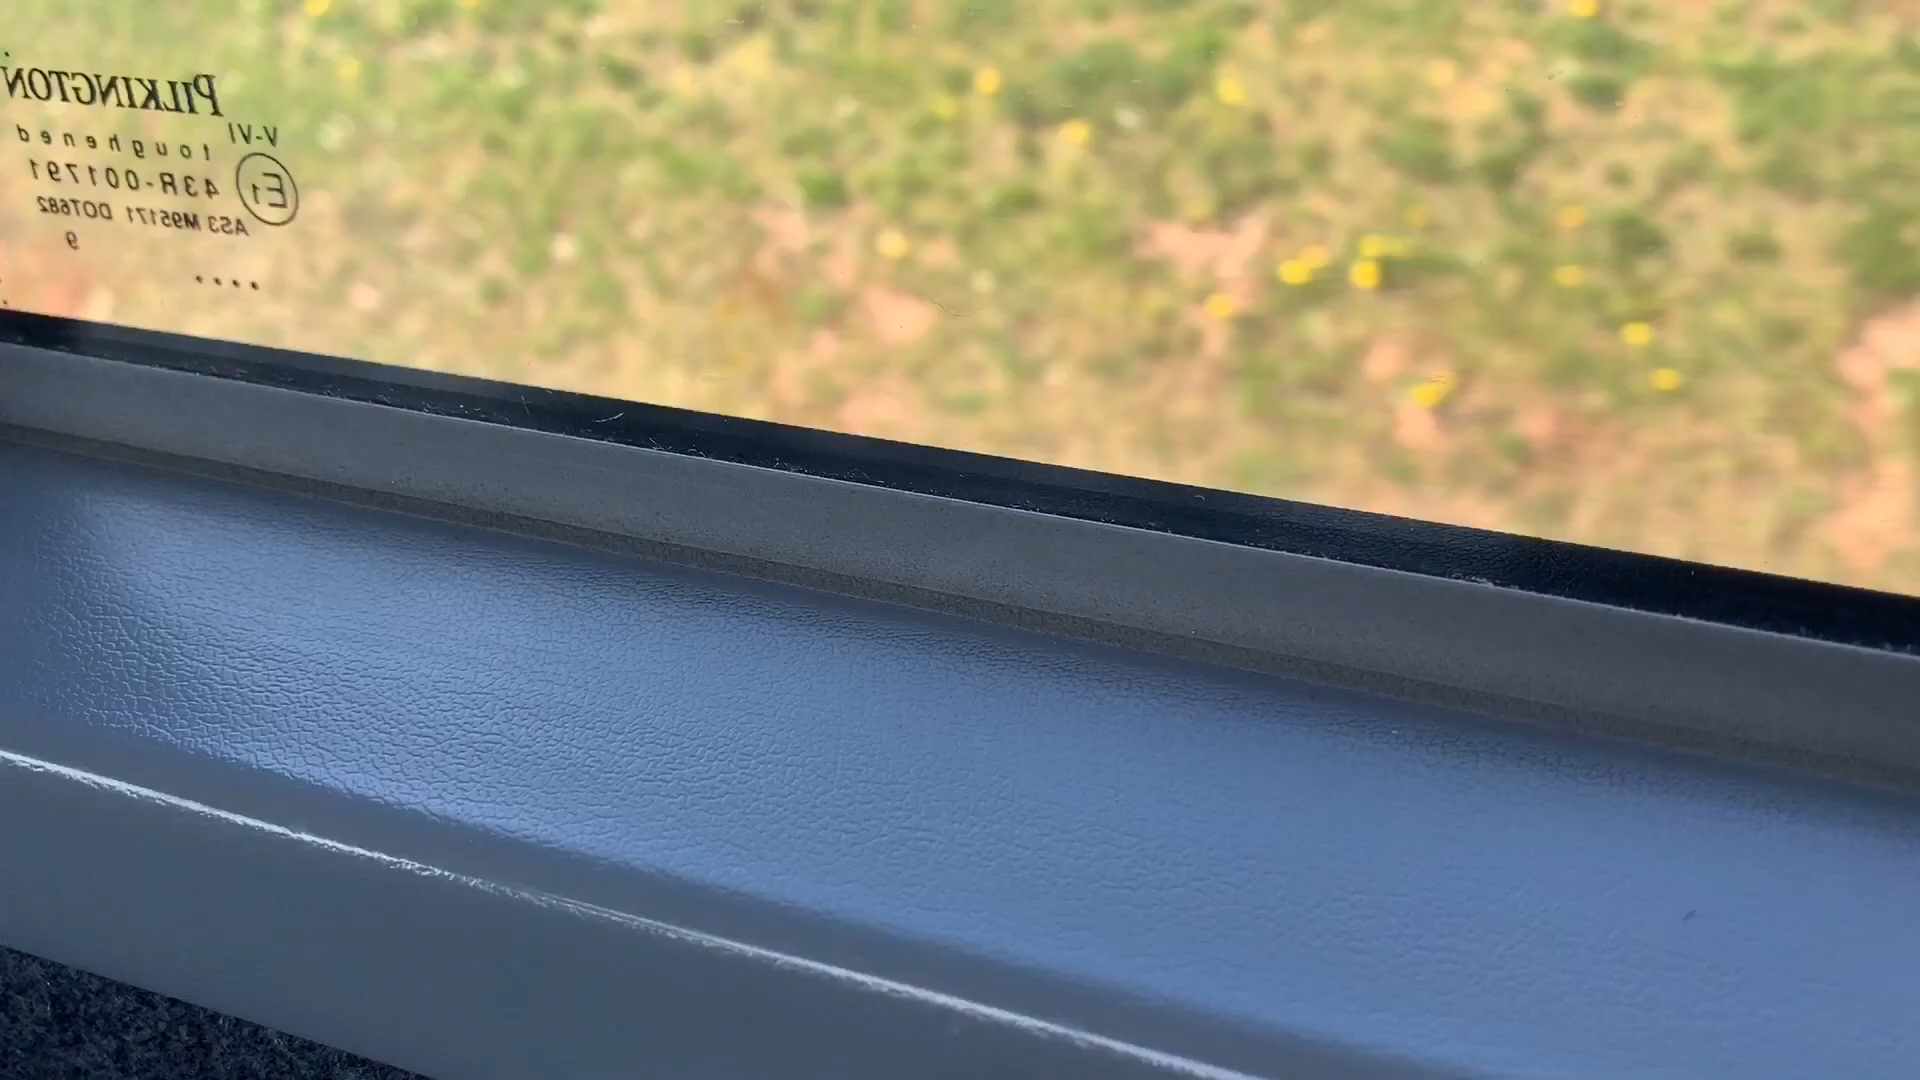 PILKINGTON
V-VI
toughened
E1 43R-001791
AS3 M95171 DOT682
9
....